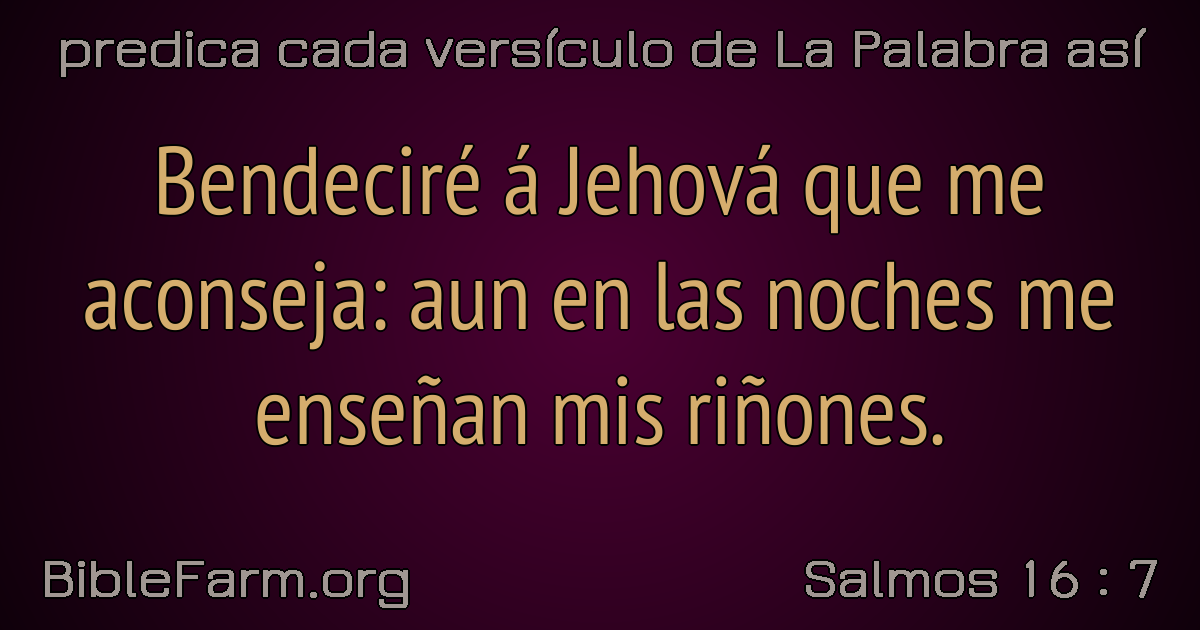 predica cada versículo de La Palabra así
Bendeciré á Jehová que me
aconseja: aun en las noches me
enseñan mis riñones.
BibleFarm.org
Salmos 16 : 7